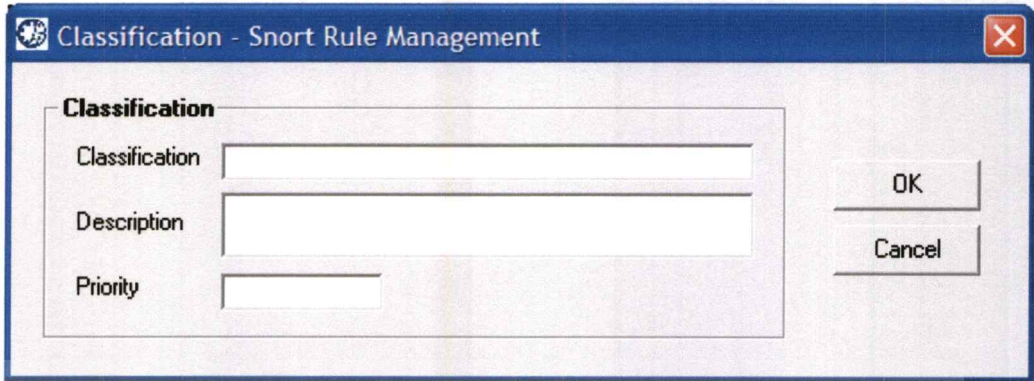 Classification - Snort Rule Management
Classification
Classification
OK
Description
Cancel
Priority